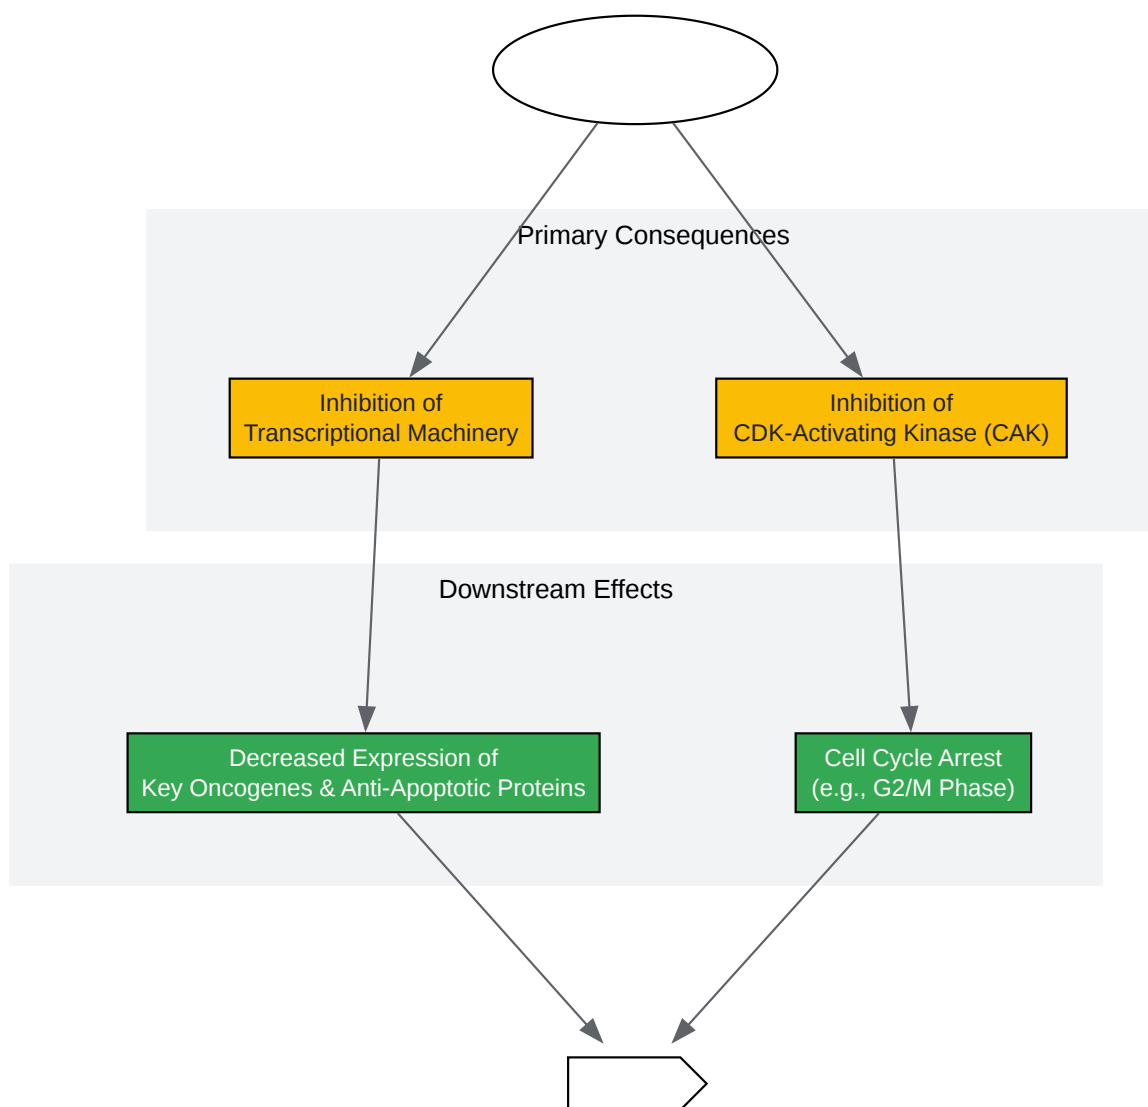 Primary Consequences
Inhibition of
Transcriptional Machinery
Inhibition of
CDK-Activating Kinase (CAK)
Downstream Effects
Decreased Expression of
Key Oncogenes & Anti-Apoptotic Proteins
Cell Cycle Arrest
(e.g., G2/M Phase)